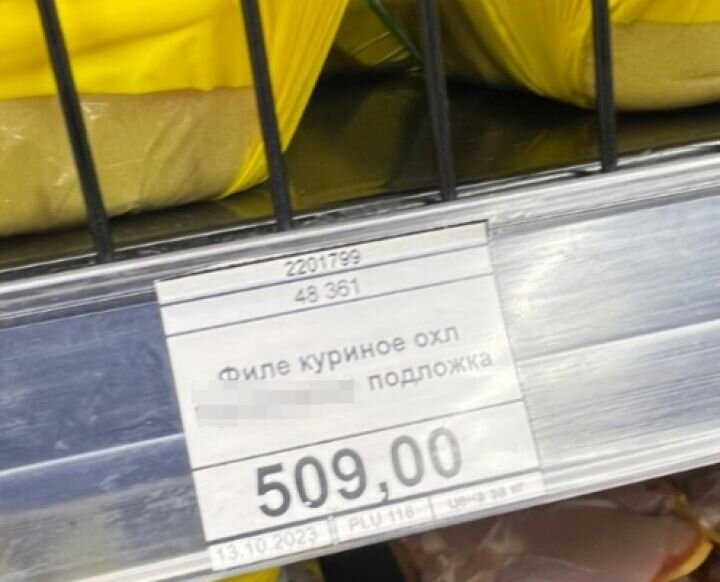 2201799
48 361
Филе куриное охл
подложка
509,00
13.10.2023 PLU 118 Цена за кг